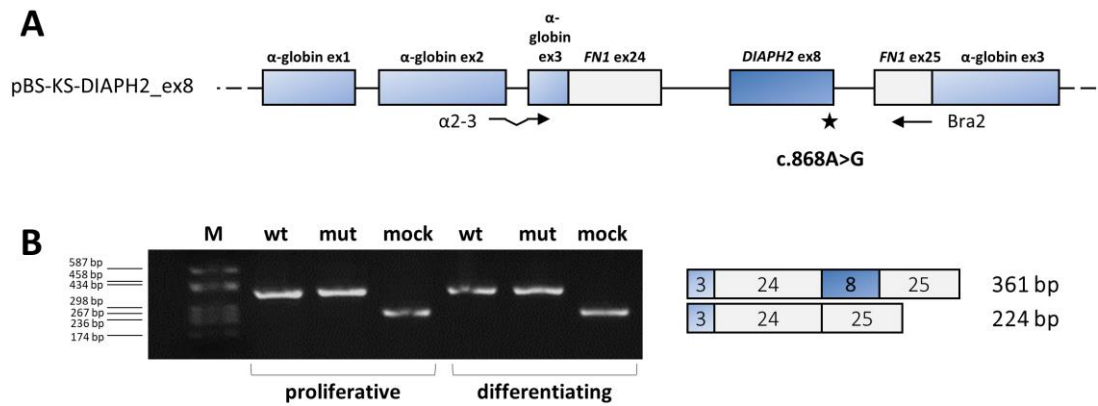 A
α-globin ex1
α-globin ex2
α-
globin
ex3
FN1 ex24
DIAPH2 ex8
FN1 ex25
α-globin ex3
pBS-KS-DIAPH2_ex8
α2-3
★
Bra2
c.868A>G
B
M wt mut mock wt mut mock
587 bp
458 bp
434 bp
298 bp
267 bp
236 bp
174 bp
3 24 8 25 361 bp
3 24 25 224 bp
proliferative differentiating